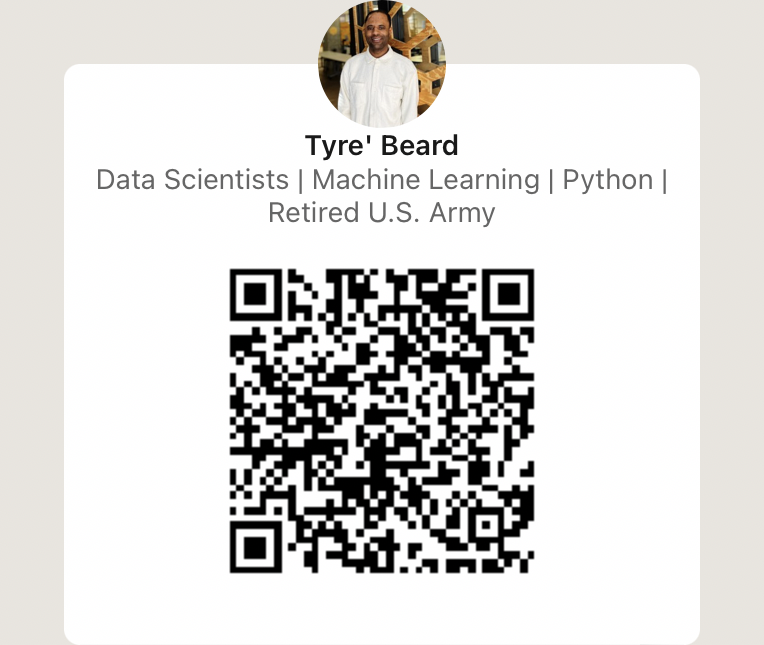 Tyre' Beard
Data Scientists | Machine Learning | Python |
Retired U.S. Army